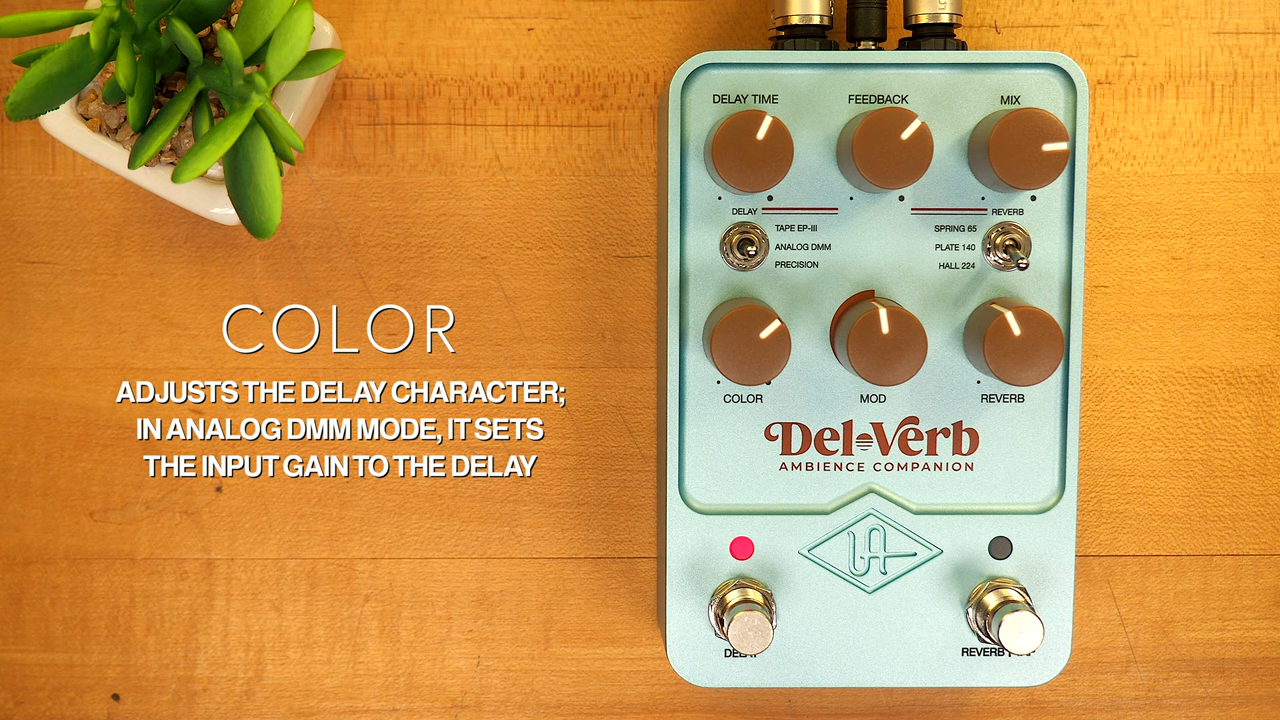 DELAY TIME
FEEDBACK
MIX
DELAY
REVERB
TAPE EP-III
ANALOG DMM
PRECISION
SPRING 65
PLATE 140
HALL 224
COLOR
ADJUSTS THE DELAY CHARACTER;
IN ANALOG DMM MODE, IT SETS
THE INPUT GAIN TO THE DELAY
COLOR
MOD
REVERB
Del-Verb
AMBIENCE COMPANION
UA
REVERB